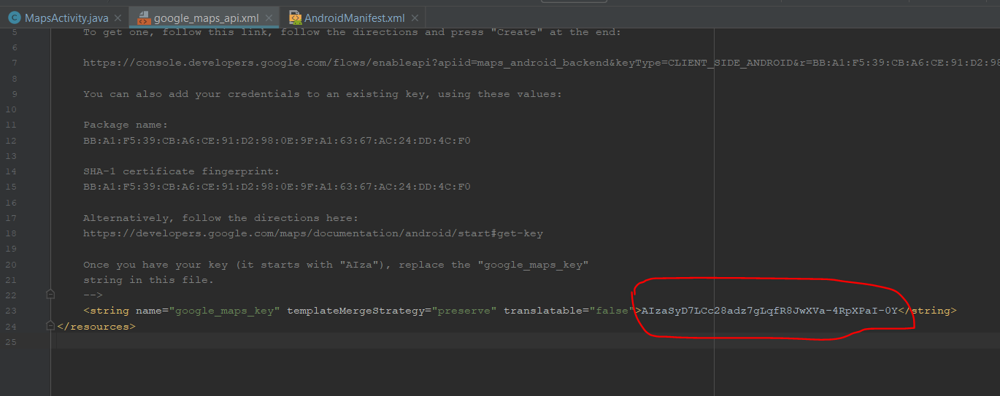 MapsActivity.java
google_maps_api.xml
AndroidManifest.xml
5 To get one, follow this link, follow the directions and press "Create" at the end:
6
7 https://console.developers.google.com/flows/enableapi?apiid=maps_android_backend&keyType=CLIENT_SIDE_ANDROID&r=BB:A1:F5:39:CB:A6:CE:91:D2:98
8
9 You can also add your credentials to an existing key, using these values:
10
11 Package name:
12 BB:A1:F5:39:CB:A6:CE:91:D2:98:0E:9F:A1:63:67:AC:24:DD:4C:F0
13
14 SHA-1 certificate fingerprint:
15 BB:A1:F5:39:CB:A6:CE:91:D2:98:0E:9F:A1:63:67:AC:24:DD:4C:F0
16
17 Alternatively, follow the directions here:
18 https://developers.google.com/maps/documentation/android/start#get-key
19
20 Once you have your key (it starts with "AIza"), replace the "google_maps_key"
21 string in this file.
22 -->
23 <string name="google_maps_key" templateMergeStrategy="preserve" translatable="false">AIzaSyD7LCc28adz7gLqfR8JwXVa-4RpXPaI-0Y</string>
24 </resources>
25